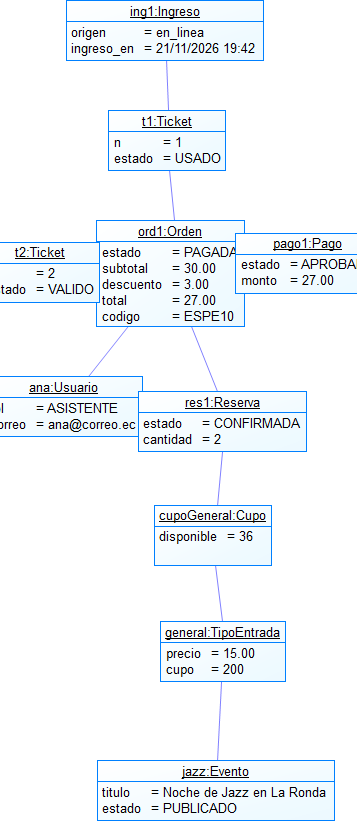 ing1:Ingreso
origen = en_linea
ingreso_en = 21/11/2026 19:42
t1:Ticket
n = 1
estado = USADO
ord1:Orden
estado = PAGADA
subtotal = 30.00
descuento = 3.00
total = 27.00
codigo = ESPE10
t2:Ticket
= 2
tado = VALIDO
pago1:Pago
estado = APROBA
monto = 27.00
ana:Usuario
ol = ASISTENTE
orreo = ana@correo.ec
res1:Reserva
estado = CONFIRMADA
cantidad = 2
cupoGeneral:Cupo
disponible = 36
general:TipoEntrada
precio = 15.00
cupo = 200
jazz:Evento
titulo = Noche de Jazz en La Ronda
estado = PUBLICADO